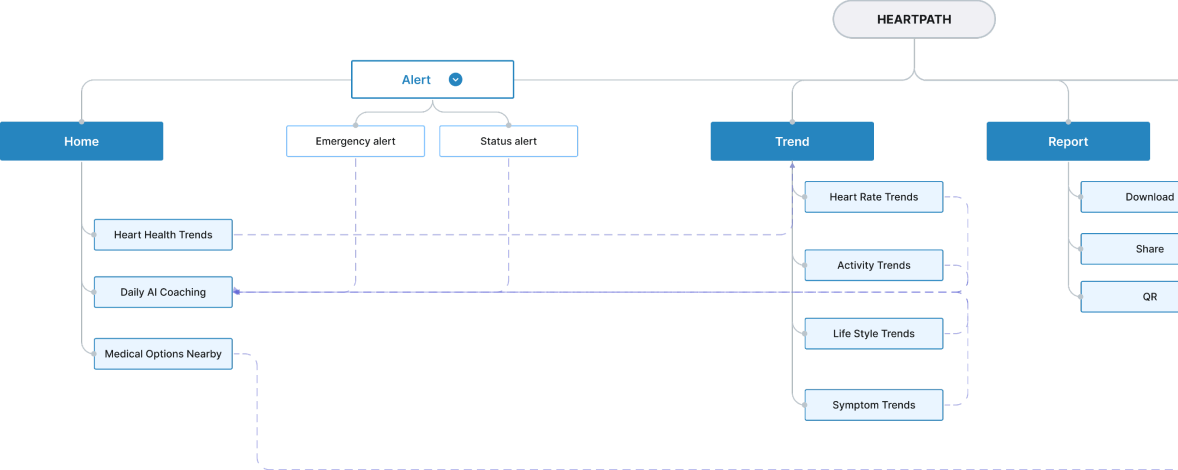 HEARTPATH
Alert
Home
Emergency alert
Status alert
Trend
Report
Heart Rate Trends
Download
Heart Health Trends
Share
Activity Trends
Daily AI Coaching
QR
Life Style Trends
Medical Options Nearby
Symptom Trends